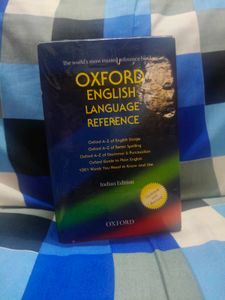 The world's most trusted reference books
OXFORD
ENGLISH
LANGUAGE
REFERENCE
Oxford A-Z of English Usage
Oxford A-Z of Better Spelling
Oxford A-Z of Grammar & Punctuation
Oxford Guide to Plain English
1001 Words You Need to Know and Use
Indian Edition
OXFORD